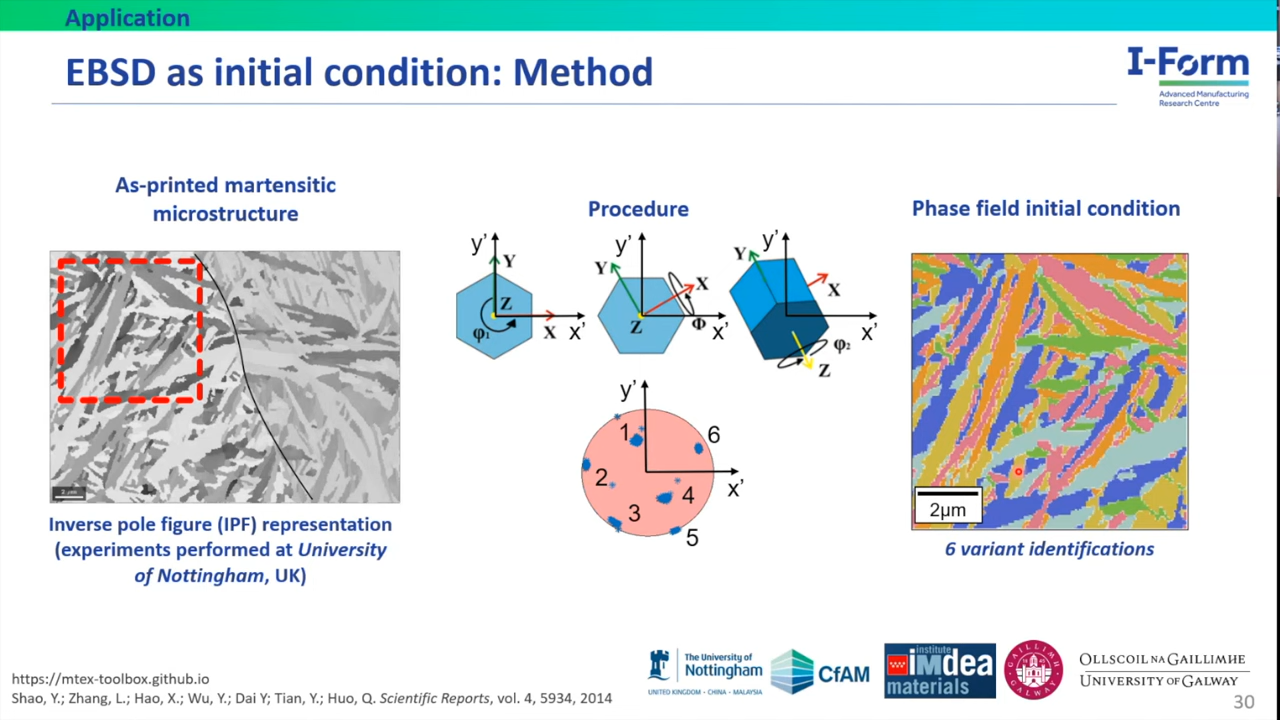 Application
EBSD as initial condition: Method
I-Form
Advanced Manufacturing
Research Centre
As-printed martensitic
microstructure
2 μm
Inverse pole figure (IPF) representation
(experiments performed at University
of Nottingham, UK)
Procedure
y’
Y
Z
φ1
X
x’
y’
Y
X
Z
Φ
x’
y’
Y
X
x’
φ2
Z
y’
1
6
2
4
x’
3
5
Phase field initial condition
2μm
6 variant identifications
https://mtex-toolbox.github.io
Shao, Y.; Zhang, L.; Hao, X.; Wu, Y.; Dai Y; Tian, Y.; Huo, Q. Scientific Reports, vol. 4, 5934, 2014
The University of
Nottingham
UNITED KINGDOM · CHINA · MALAYSIA
CfAM
institute
iMdea
materials
OLLSCOIL NA GAILLIMHE
UNIVERSITY OF GALWAY
30